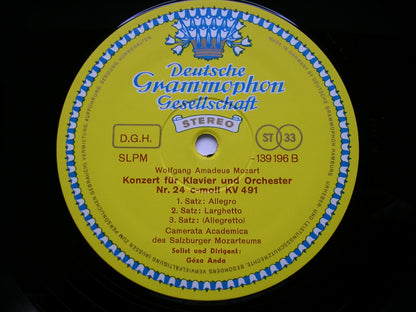 Deutsche
Grammophon
Gesellschaft
STEREO
D.G.H.
ST 33
SLPM
139 196 B
Wolfgang Amadeus Mozart
Konzert für Klavier und Orchester
Nr. 24 c-moll KV 491
1. Satz: Allegro
2. Satz: Larghetto
3. Satz: (Allegretto)
Camerata Academica
des Salzburger Mozarteums
Solist und Dirigent:
Géza Anda